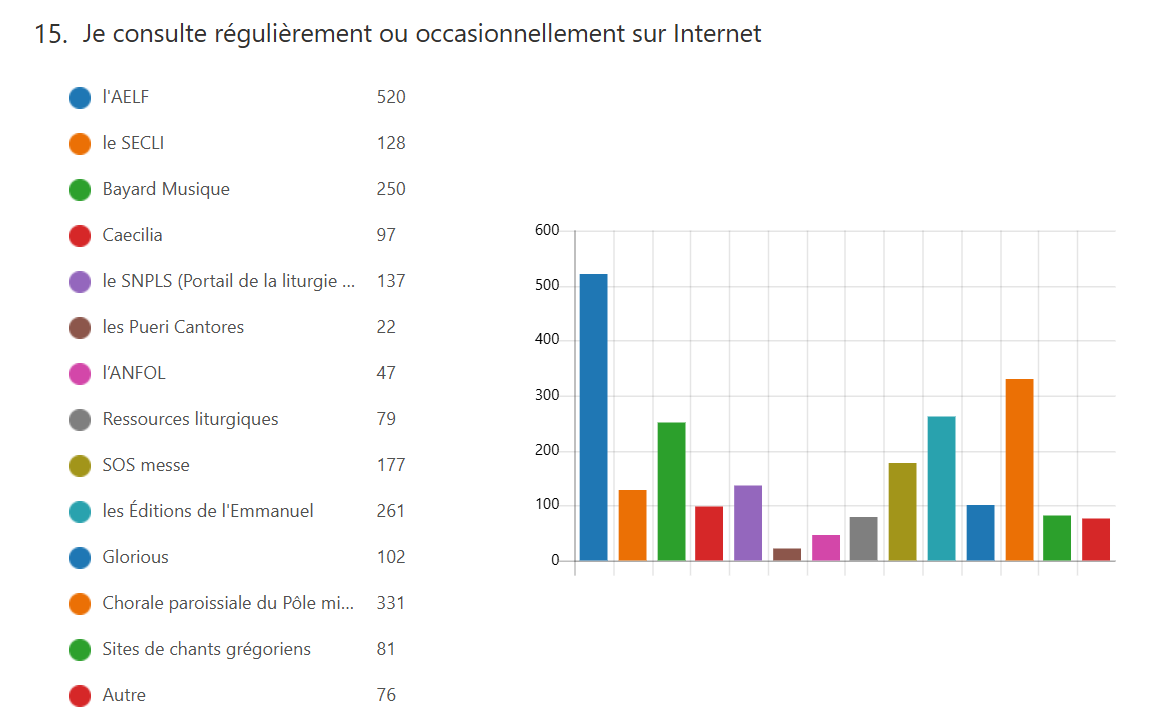 15. Je consulte régulièrement ou occasionnellement sur Internet
l'AELF 520
le SECLI 128
Bayard Musique 250
Caecilia 97
le SNPLS (Portail de la liturgie ... 137
les Pueri Cantores 22
l'ANFOL 47
Ressources liturgiques 79
SOS messe 177
les Éditions de l'Emmanuel 261
Glorious 102
Chorale paroissiale du Pôle mi... 331
Sites de chants grégoriens 81
Autre 76
600
500
400
300
200
100
0